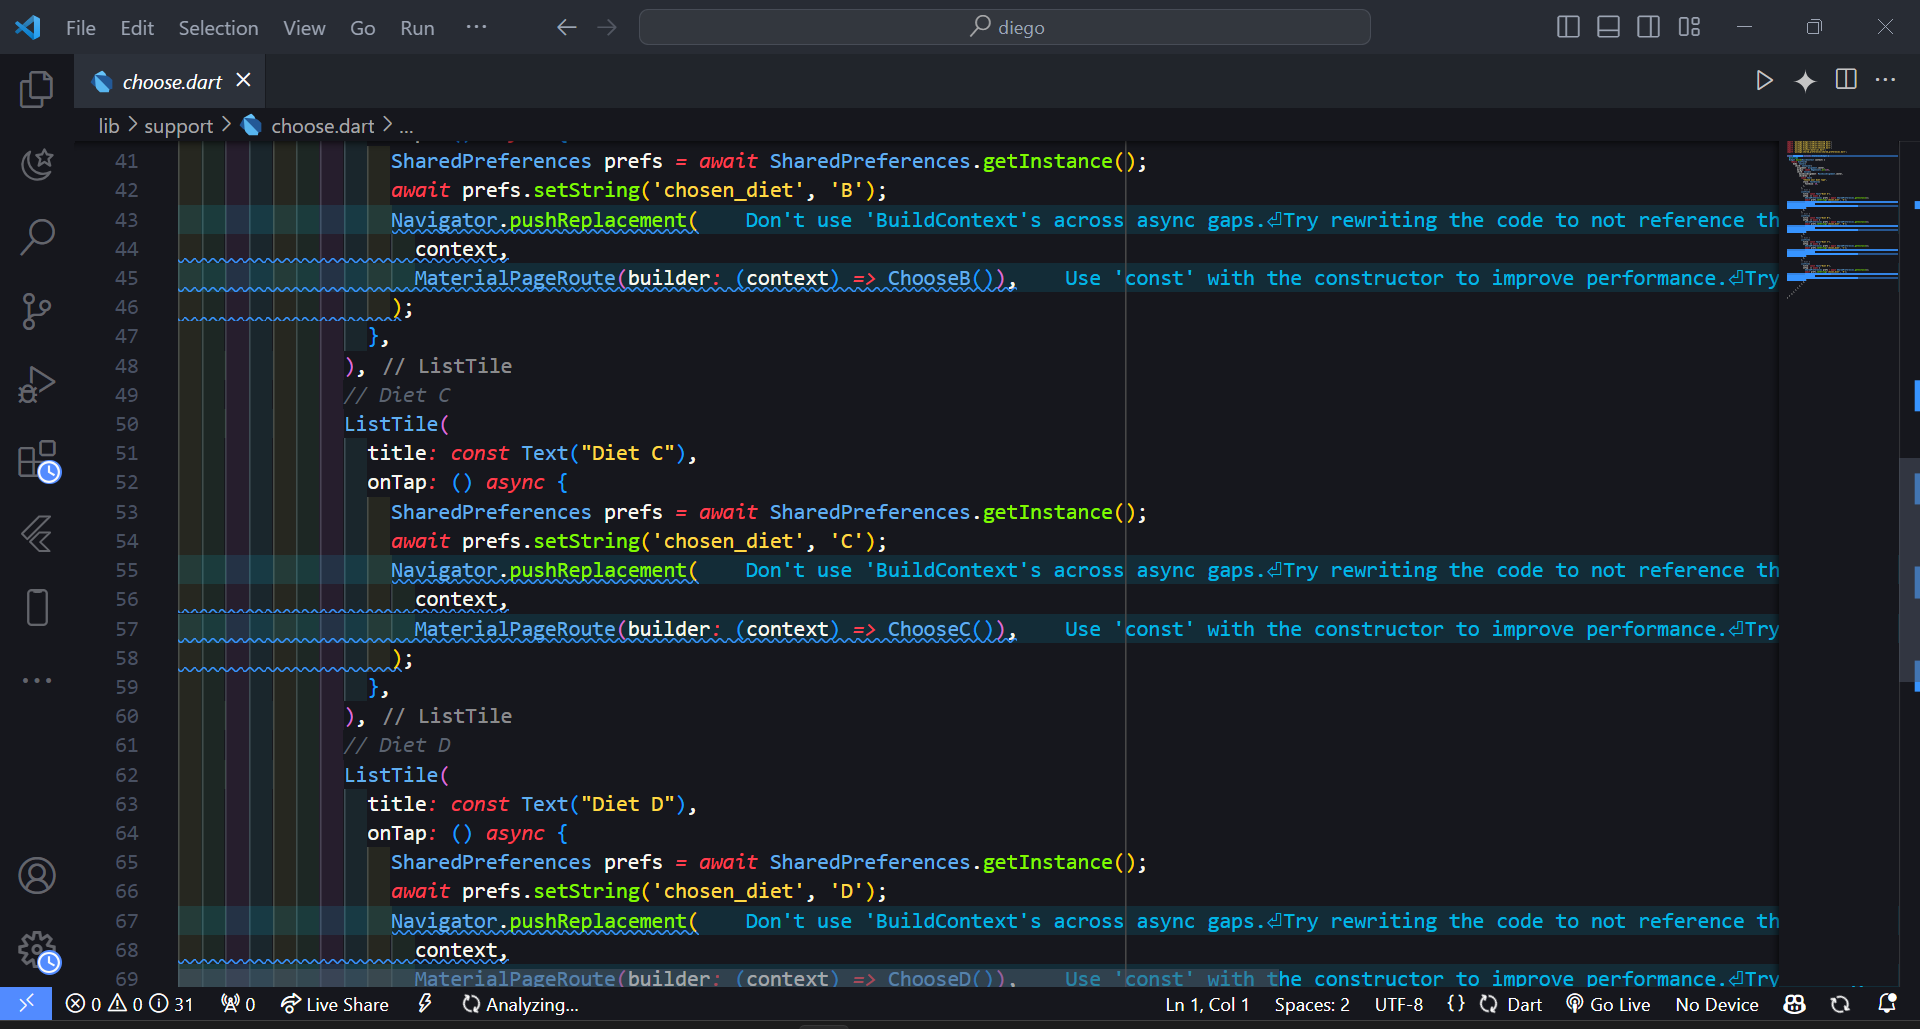 File Edit Selection View Go Run ···
diego
choose.dart
lib > support > choose.dart > ...
41 SharedPreferences prefs = await SharedPreferences.getInstance();
42 await prefs.setString('chosen_diet', 'B');
43 Navigator.pushReplacement( Don't use 'BuildContext's across async gaps.⏎Try rewriting the code to not reference th
44 context,
45 MaterialPageRoute(builder: (context) => ChooseB()), Use 'const' with the constructor to improve performance.⏎Try
46 );
47 },
48 ), // ListTile
49 // Diet C
50 ListTile(
51 title: const Text("Diet C"),
52 onTap: () async {
53 SharedPreferences prefs = await SharedPreferences.getInstance();
54 await prefs.setString('chosen_diet', 'C');
55 Navigator.pushReplacement( Don't use 'BuildContext's across async gaps.⏎Try rewriting the code to not reference th
56 context,
57 MaterialPageRoute(builder: (context) => ChooseC()), Use 'const' with the constructor to improve performance.⏎Try
58 );
59 },
60 ), // ListTile
61 // Diet D
62 ListTile(
63 title: const Text("Diet D"),
64 onTap: () async {
65 SharedPreferences prefs = await SharedPreferences.getInstance();
66 await prefs.setString('chosen_diet', 'D');
67 Navigator.pushReplacement( Don't use 'BuildContext's across async gaps.⏎Try rewriting the code to not reference th
68 context,
69 MaterialPageRoute(builder: (context) => ChooseD()), Use 'const' with the constructor to improve performance.⏎Try
0 0 31 0 Live Share Analyzing... Ln 1, Col 1 Spaces: 2 UTF-8 {} Dart Go Live No Device